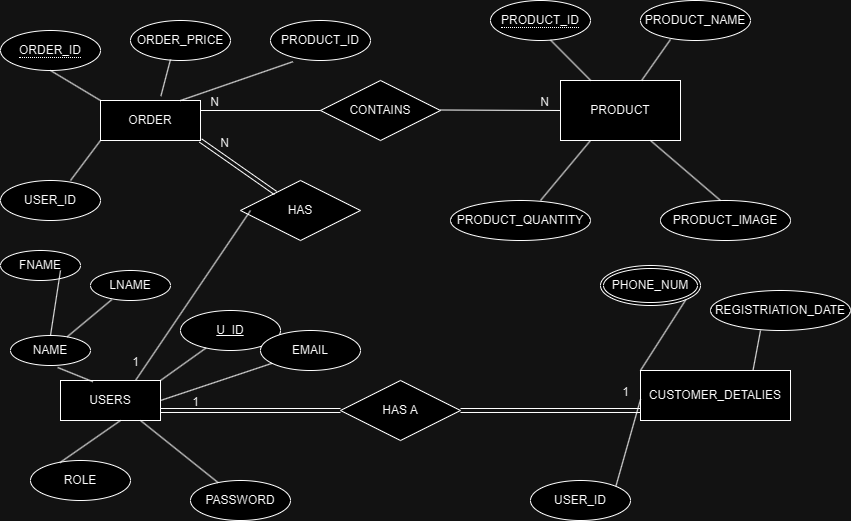 PRODUCT_ID
PRODUCT_NAME
ORDER_ID
ORDER_PRICE
PRODUCT_ID
N
CONTAINS
N
PRODUCT
ORDER
N
USER_ID
HAS
PRODUCT_QUANTITY
PRODUCT_IMAGE
FNAME
LNAME
PHONE_NUM
REGISTRIATION_DATE
U_ID
NAME
EMAIL
1
USERS
1
HAS A
1
CUSTOMER_DETALIES
ROLE
PASSWORD
USER_ID